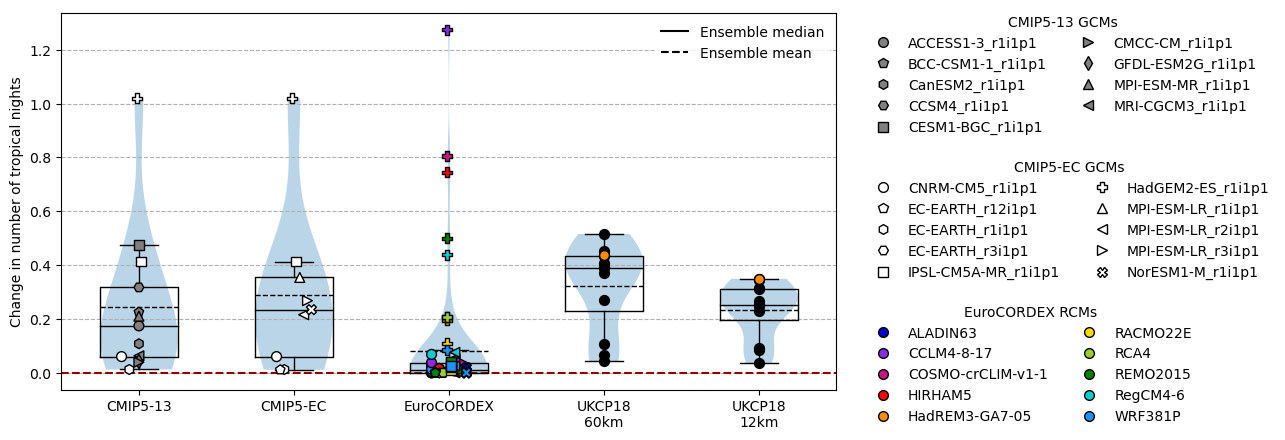 Change in number of tropical nights
1.2
1.0
0.8
0.6
0.4
0.2
0.0
CMIP5-13
CMIP5-EC
EuroCORDEX
UKCP18
60km
UKCP18
12km
Ensemble median
Ensemble mean
CMIP5-13 GCMs
ACCESS1-3_r1i1p1
BCC-CSM1-1_r1i1p1
CanESM2_r1i1p1
CCSM4_r1i1p1
CESM1-BGC_r1i1p1
CMCC-CM_r1i1p1
GFDL-ESM2G_r1i1p1
MPI-ESM-MR_r1i1p1
MRI-CGCM3_r1i1p1
CMIP5-EC GCMs
CNRM-CM5_r1i1p1
EC-EARTH_r12i1p1
EC-EARTH_r1i1p1
EC-EARTH_r3i1p1
IPSL-CM5A-MR_r1i1p1
HadGEM2-ES_r1i1p1
MPI-ESM-LR_r1i1p1
MPI-ESM-LR_r2i1p1
MPI-ESM-LR_r3i1p1
NorESM1-M_r1i1p1
EuroCORDEX RCMs
ALADIN63
CCLM4-8-17
COSMO-crCLIM-v1-1
HIRHAM5
HadREM3-GA7-05
RACMO22E
RCA4
REMO2015
RegCM4-6
WRF381P